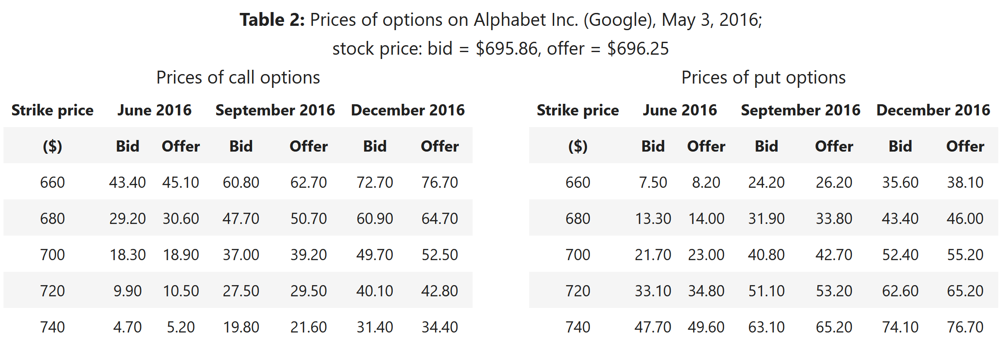 Table 2: Prices of options on Alphabet Inc. (Google), May 3, 2016;
stock price: bid = $695.86, offer = $696.25
Prices of call options
Strike price June 2016 September 2016 December 2016
($) Bid Offer Bid Offer Bid Offer
660 43.40 45.10 60.80 62.70 72.70 76.70
680 29.20 30.60 47.70 50.70 60.90 64.70
700 18.30 18.90 37.00 39.20 49.70 52.50
720 9.90 10.50 27.50 29.50 40.10 42.80
740 4.70 5.20 19.80 21.60 31.40 34.40
Prices of put options
Strike price June 2016 September 2016 December 2016
($) Bid Offer Bid Offer Bid Offer
660 7.50 8.20 24.20 26.20 35.60 38.10
680 13.30 14.00 31.90 33.80 43.40 46.00
700 21.70 23.00 40.80 42.70 52.40 55.20
720 33.10 34.80 51.10 53.20 62.60 65.20
740 47.70 49.60 63.10 65.20 74.10 76.70